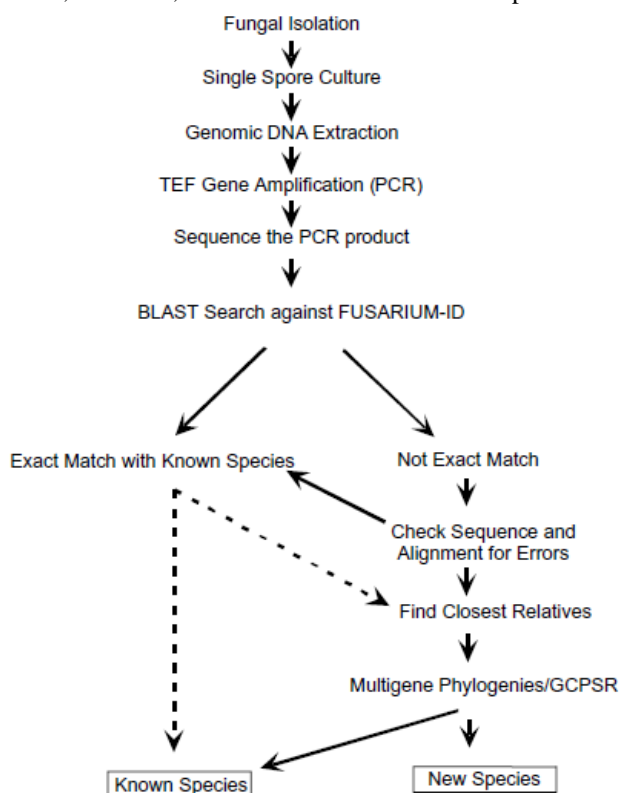 Fungal Isolation
Single Spore Culture
Genomic DNA Extraction
TEF Gene Amplification (PCR)
Sequence the PCR product
BLAST Search against FUSARIUM-ID
Exact Match with Known Species
Not Exact Match
Check Sequence and
Alignment for Errors
Find Closest Relatives
Multigene Phylogenies/GCPSR
Known Species
New Species